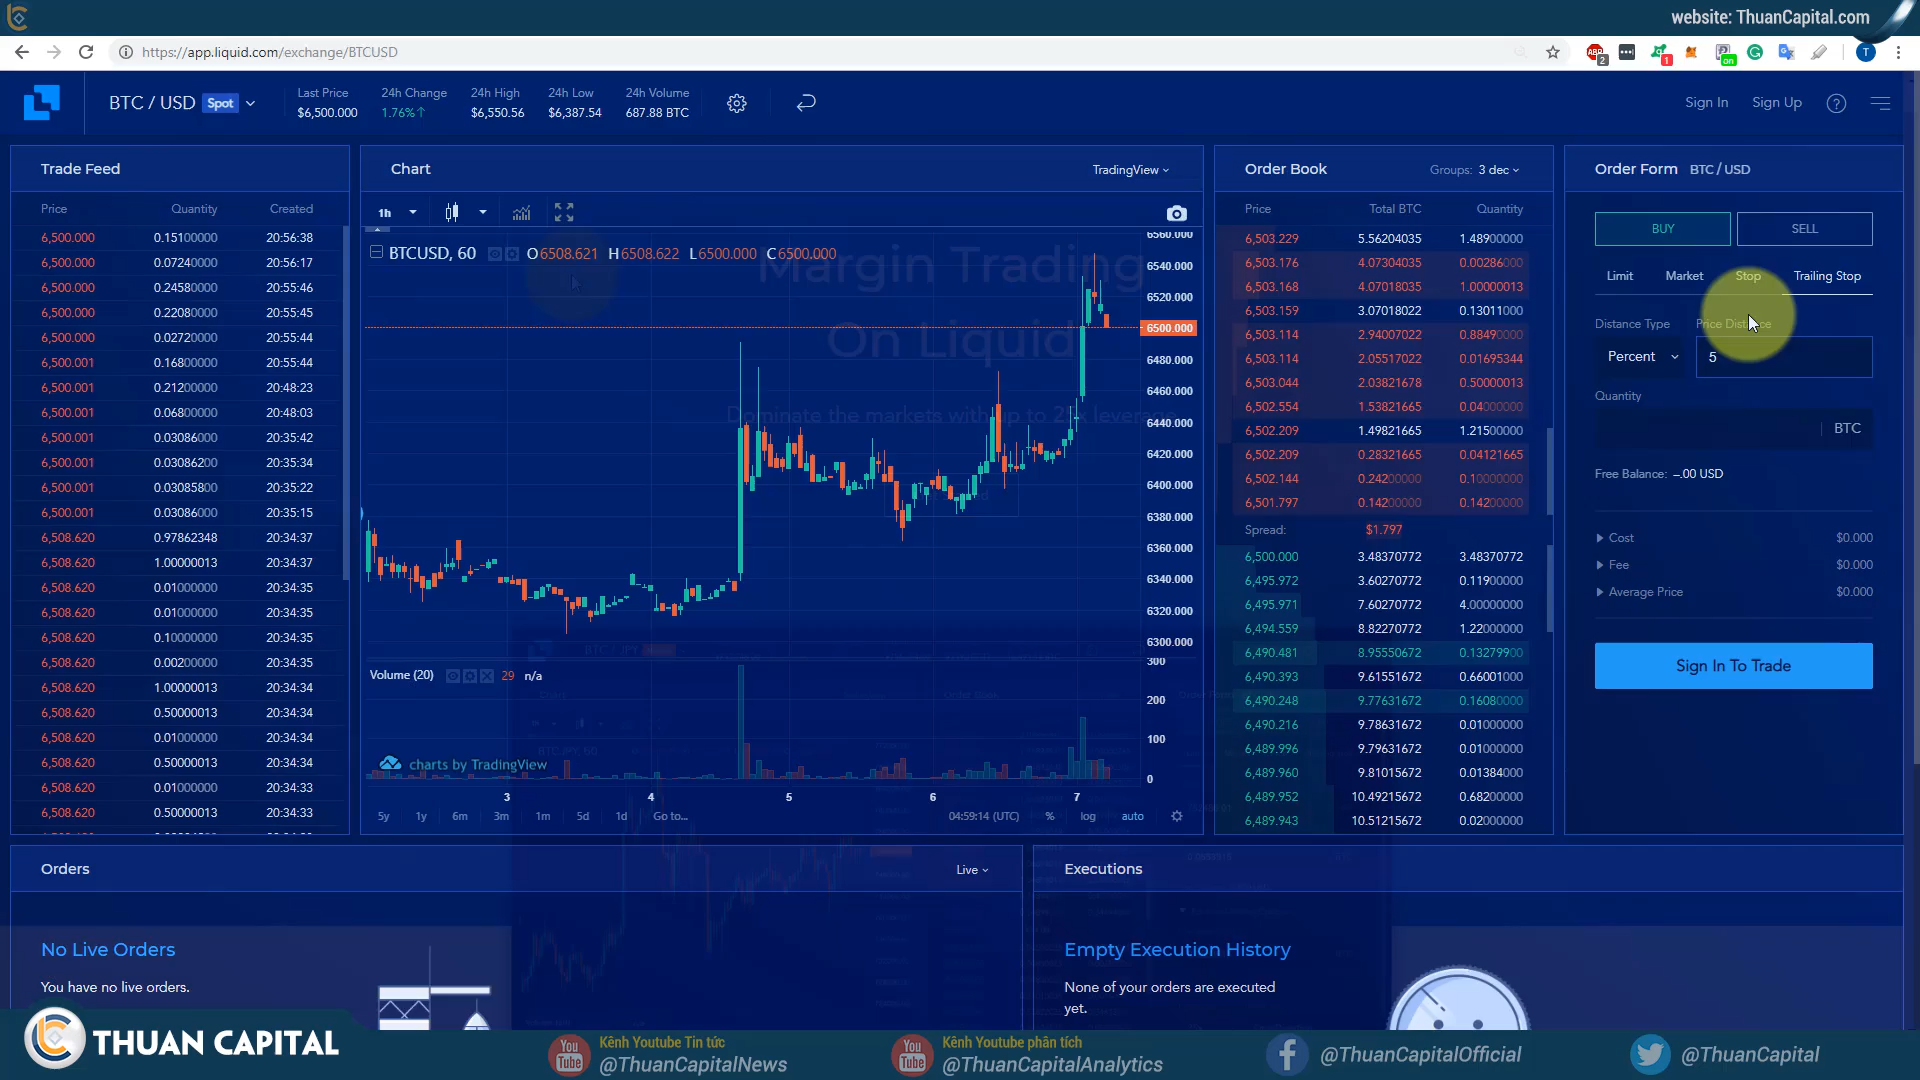 website: ThuanCapital.com
https://app.liquid.com/exchange/BTCUSD
BTC / USD Spot
Last Price
$6,500.000
24h Change
1.76% ↑
24h High
$6,550.56
24h Low
$6,387.54
24h Volume
687.88 BTC
Sign In
Sign Up
Trade Feed
Price Quantity Created
6,500.000 0.15100000 20:56:38
6,500.000 0.07240000 20:56:17
6,500.000 0.24580000 20:55:46
6,500.000 0.22080000 20:55:45
6,500.000 0.02720000 20:55:44
6,500.001 0.16800000 20:55:44
6,500.001 0.21200000 20:48:23
6,500.001 0.06800000 20:48:03
6,500.001 0.03086000 20:35:42
6,500.001 0.03086200 20:35:34
6,500.001 0.03085800 20:35:22
6,500.001 0.03086000 20:35:15
6,508.620 0.97862348 20:34:37
6,508.620 1.00000013 20:34:37
6,508.620 0.01000000 20:34:35
6,508.620 0.01000000 20:34:35
6,508.620 0.10000000 20:34:35
6,508.620 0.00200000 20:34:35
6,508.620 1.00000013 20:34:34
6,508.620 0.50000013 20:34:34
6,508.620 0.01000000 20:34:34
6,508.620 0.50000013 20:34:34
6,508.620 0.01000000 20:34:33
6,508.620 0.50000013 20:34:33
Chart
TradingView
1h
BTCUSD, 60 O6508.621 H6508.622 L6500.000 C6500.000
Margin Trading
On Liquid
Dominate the markets with up to 25x leverage
6560.000
6540.000
6520.000
6500.000
6480.000
6460.000
6440.000
6420.000
6400.000
6380.000
6360.000
6340.000
6320.000
6300.000
Volume (20) 29 n/a
300
200
100
0
BTC / JPY
BTCJPY, 60
charts by TradingView
3 4 5 6 7
5y 1y 6m 3m 1m 5d 1d Go to...
04:59:14 (UTC) % log auto
Order Book
Groups: 3 dec
Price Total BTC Quantity
6,503.229 5.56204035 1.48900000
6,503.176 4.07304035 0.00286000
6,503.168 4.07018035 1.00000013
6,503.159 3.07018022 0.13011000
6,503.114 2.94007022 0.88490000
6,503.114 2.05517022 0.01695344
6,503.044 2.03821678 0.50000013
6,502.554 1.53821665 0.04000000
6,502.209 1.49821665 1.21500000
6,502.209 0.28321665 0.04121665
6,502.144 0.24200000 0.10000000
6,501.797 0.14200000 0.14200000
Spread: $1.797
6,500.000 3.48370772 3.48370772
6,495.972 3.60270772 0.11900000
6,495.971 7.60270772 4.00000000
6,494.559 8.82270772 1.22000000
6,490.481 8.95550672 0.13279900
6,490.393 9.61551672 0.66001000
6,490.248 9.77631672 0.16080000
6,490.216 9.78631672 0.01000000
6,489.996 9.79631672 0.01000000
6,489.960 9.81015672 0.01384000
6,489.952 10.49215672 0.68200000
6,489.943 10.51215672 0.02000000
Order Form BTC / USD
BUY
SELL
Limit Market Stop Trailing Stop
Distance Type
Price Distance
Percent
5
Quantity
BTC
Free Balance: –.00 USD
Cost $0.000
Fee $0.000
Average Price $0.000
Sign In To Trade
Orders
Live
No Live Orders
You have no live orders.
Executions
Empty Execution History
None of your orders are executed
yet.
THUAN CAPITAL
You Tube
Kênh Youtube Tin tức
@ThuanCapitalNews
You Tube
Kênh Youtube phân tích
@ThuanCapitalAnalytics
@ThuanCapitalOfficial
@ThuanCapital